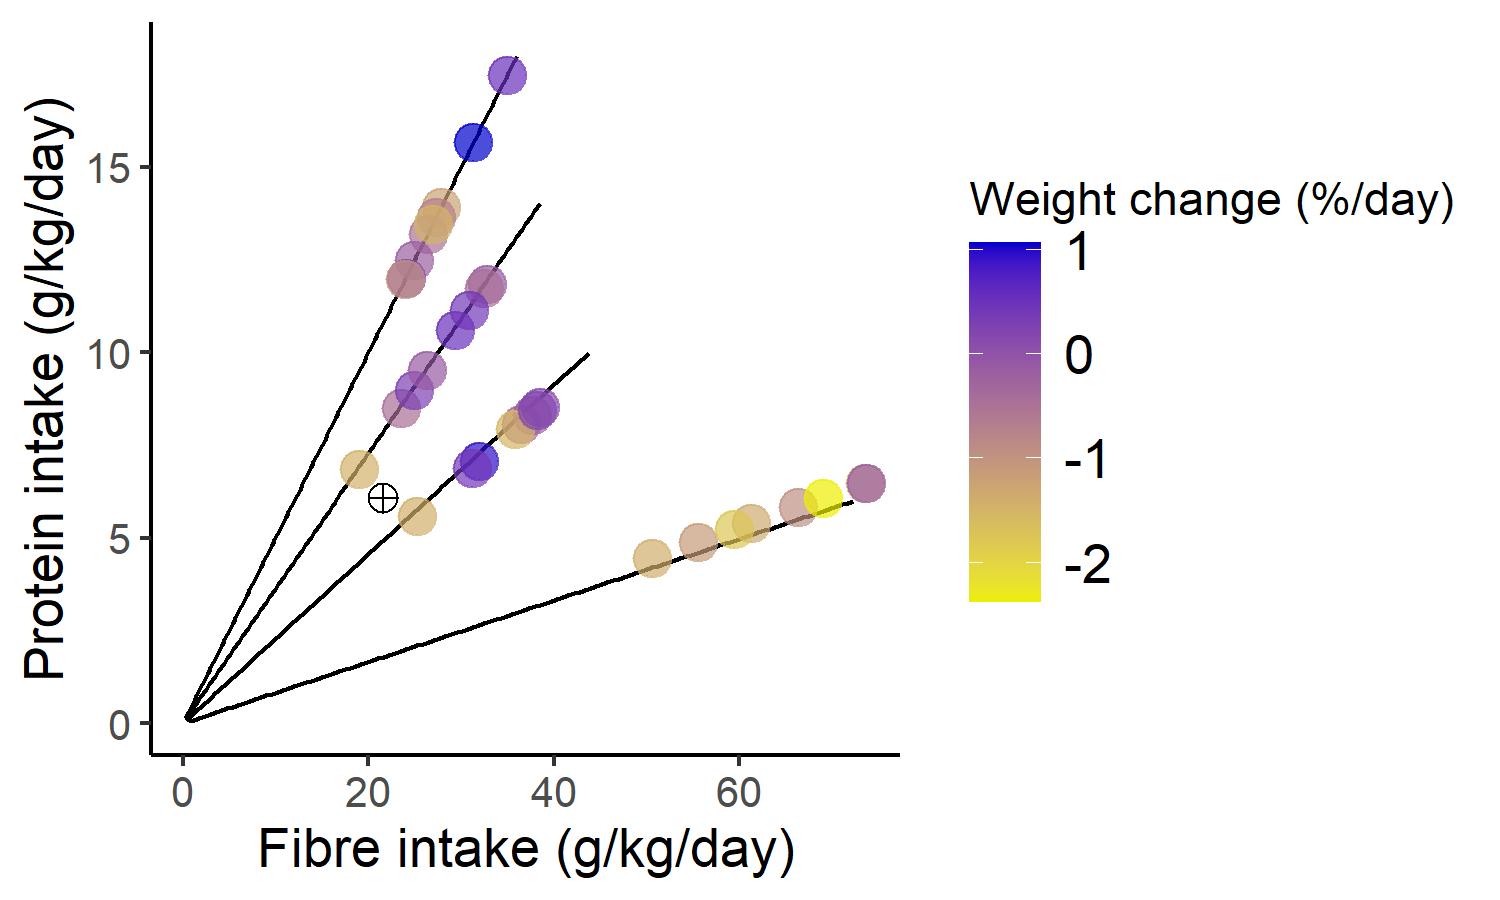 Protein intake (g/kg/day)
15
10
5
0
0 20 40 60
Fibre intake (g/kg/day)
Weight change (%/day)
1
0
-1
-2